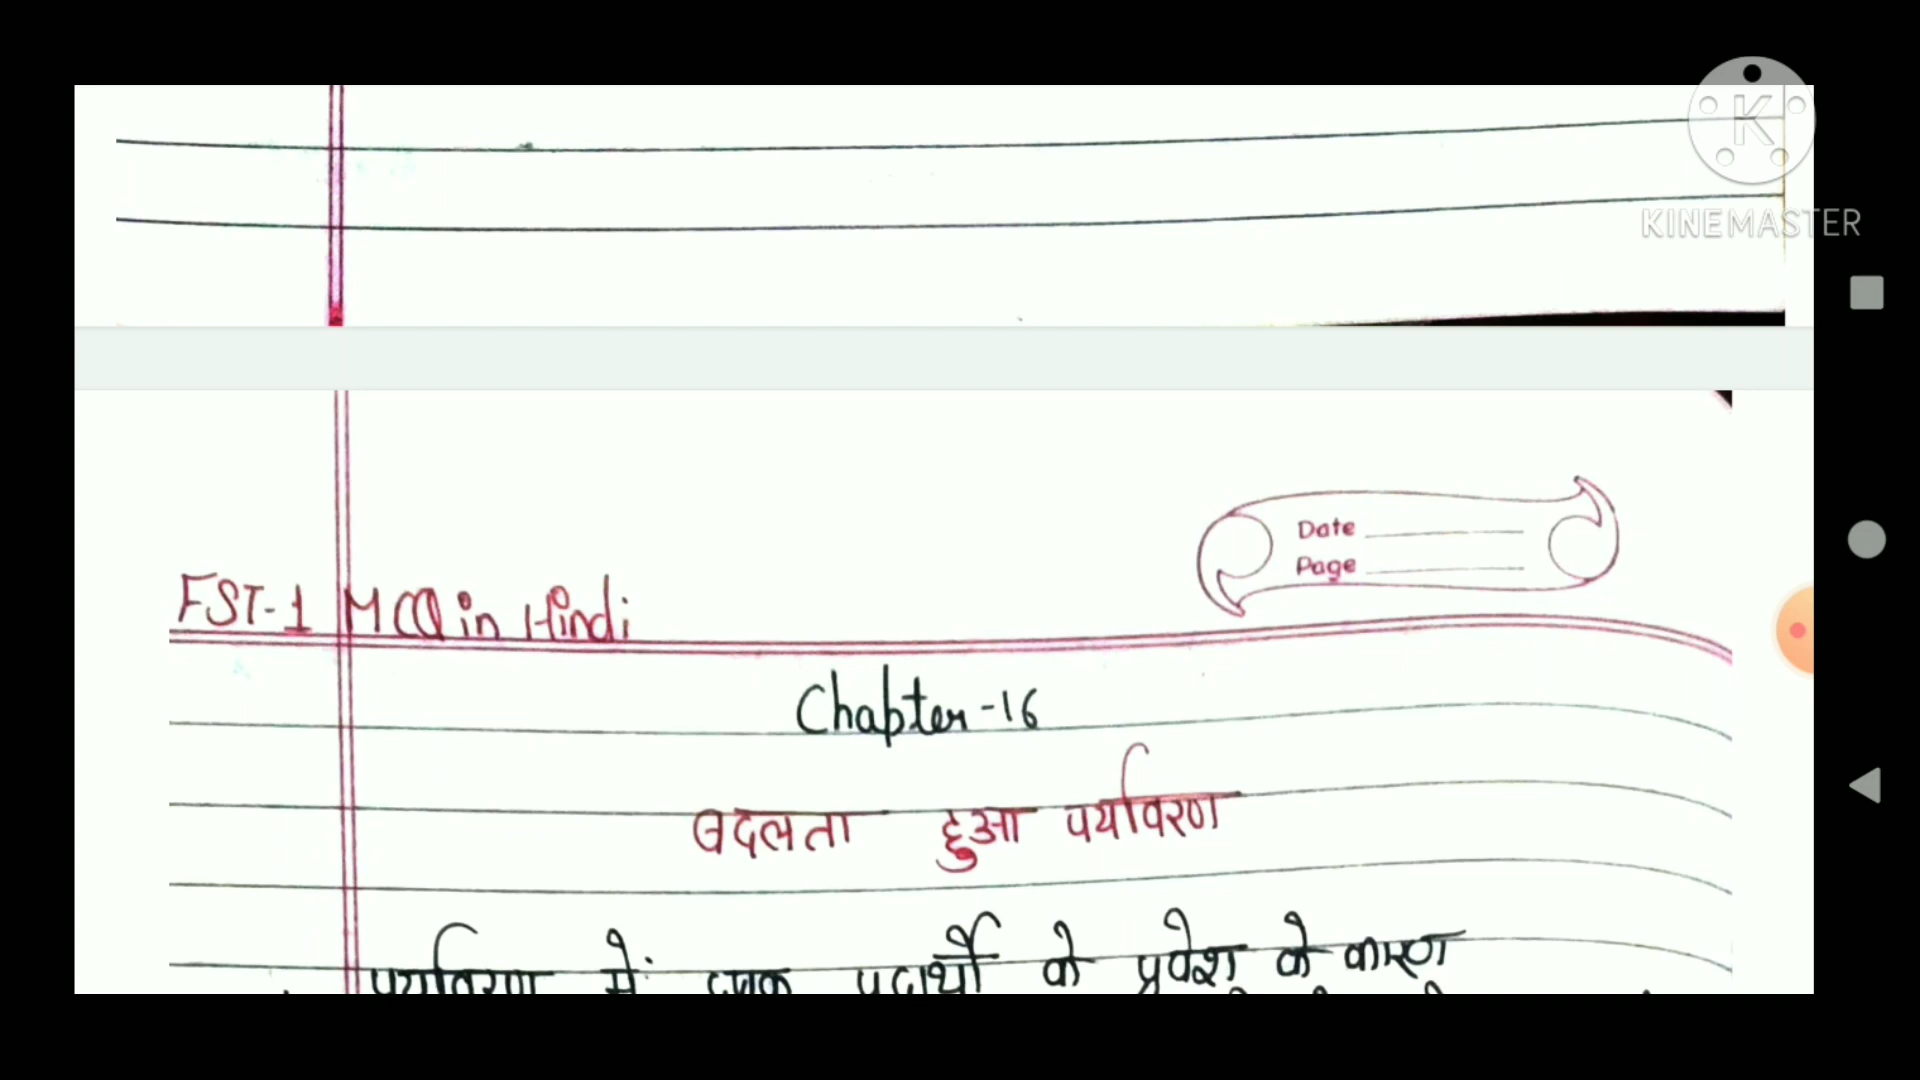 KINEMASTER
Date
Page
FST-1 MCQ in Hindi
Chapter-16
बदलता हुआ पर्यावरण
पर्यावरण में पदार्थों के प्रवेश के कारण